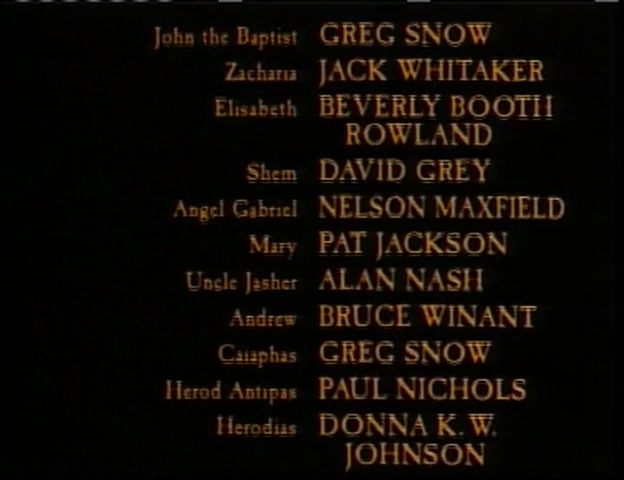 John the Baptist GREG SNOW
Zacharia JACK WHITAKER
Elisabeth BEVERLY BOOTH
ROWLAND
Shem DAVID GREY
Angel Gabriel NELSON MAXFIELD
Mary PAT JACKSON
Uncle Jasher ALAN NASH
Andrew BRUCE WINANT
Caiaphas GREG SNOW
Herod Antipas PAUL NICHOLS
Herodias DONNA K. W.
JOHNSON